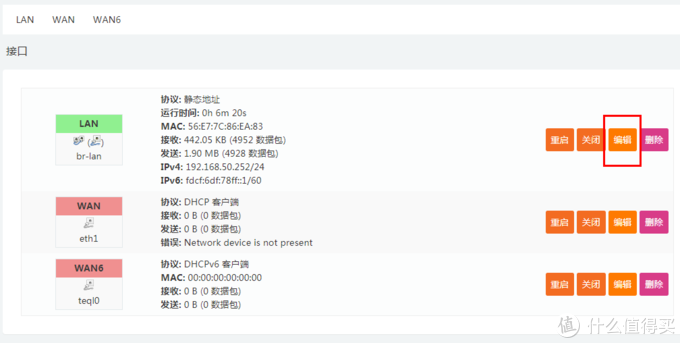 LAN WAN WAN6
接口
LAN
br-lan
协议: 静态地址
运行时间: 0h 6m 20s
MAC: 56:E7:7C:86:EA:83
接收: 442.05 KB (4952 数据包)
发送: 1.90 MB (4928 数据包)
IPv4: 192.168.50.252/24
IPv6: fdcf:6df:78ff::1/60
重启 关闭 编辑 删除
WAN
eth1
协议: DHCP 客户端
接收: 0 B (0 数据包)
发送: 0 B (0 数据包)
错误: Network device is not present
重启 关闭 编辑 删除
WAN6
teql0
协议: DHCPv6 客户端
MAC: 00:00:00:00:00:00
接收: 0 B (0 数据包)
发送: 0 B (0 数据包)
重启 关闭 编辑 删除
值 什么值得买